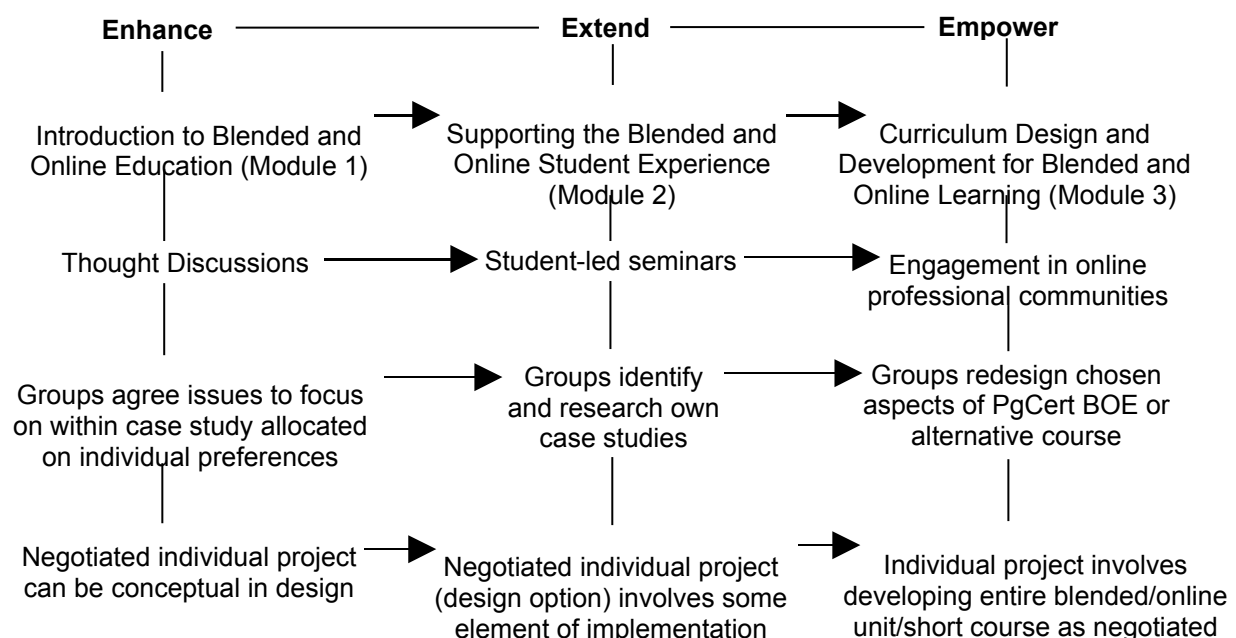 Enhance
Extend
Empower
Introduction to Blended and
Online Education (Module 1)
Supporting the Blended and
Online Student Experience
(Module 2)
Curriculum Design and
Development for Blended and
Online Learning (Module 3)
Thought Discussions
Student-led seminars
Engagement in online
professional communities
Groups agree issues to focus
on within case study allocated
on individual preferences
Groups identify
and research own
case studies
Groups redesign chosen
aspects of PgCert BOE or
alternative course
Negotiated individual project
can be conceptual in design
Negotiated individual project
(design option) involves some
element of implementation
Individual project involves
developing entire blended/online
unit/short course as negotiated